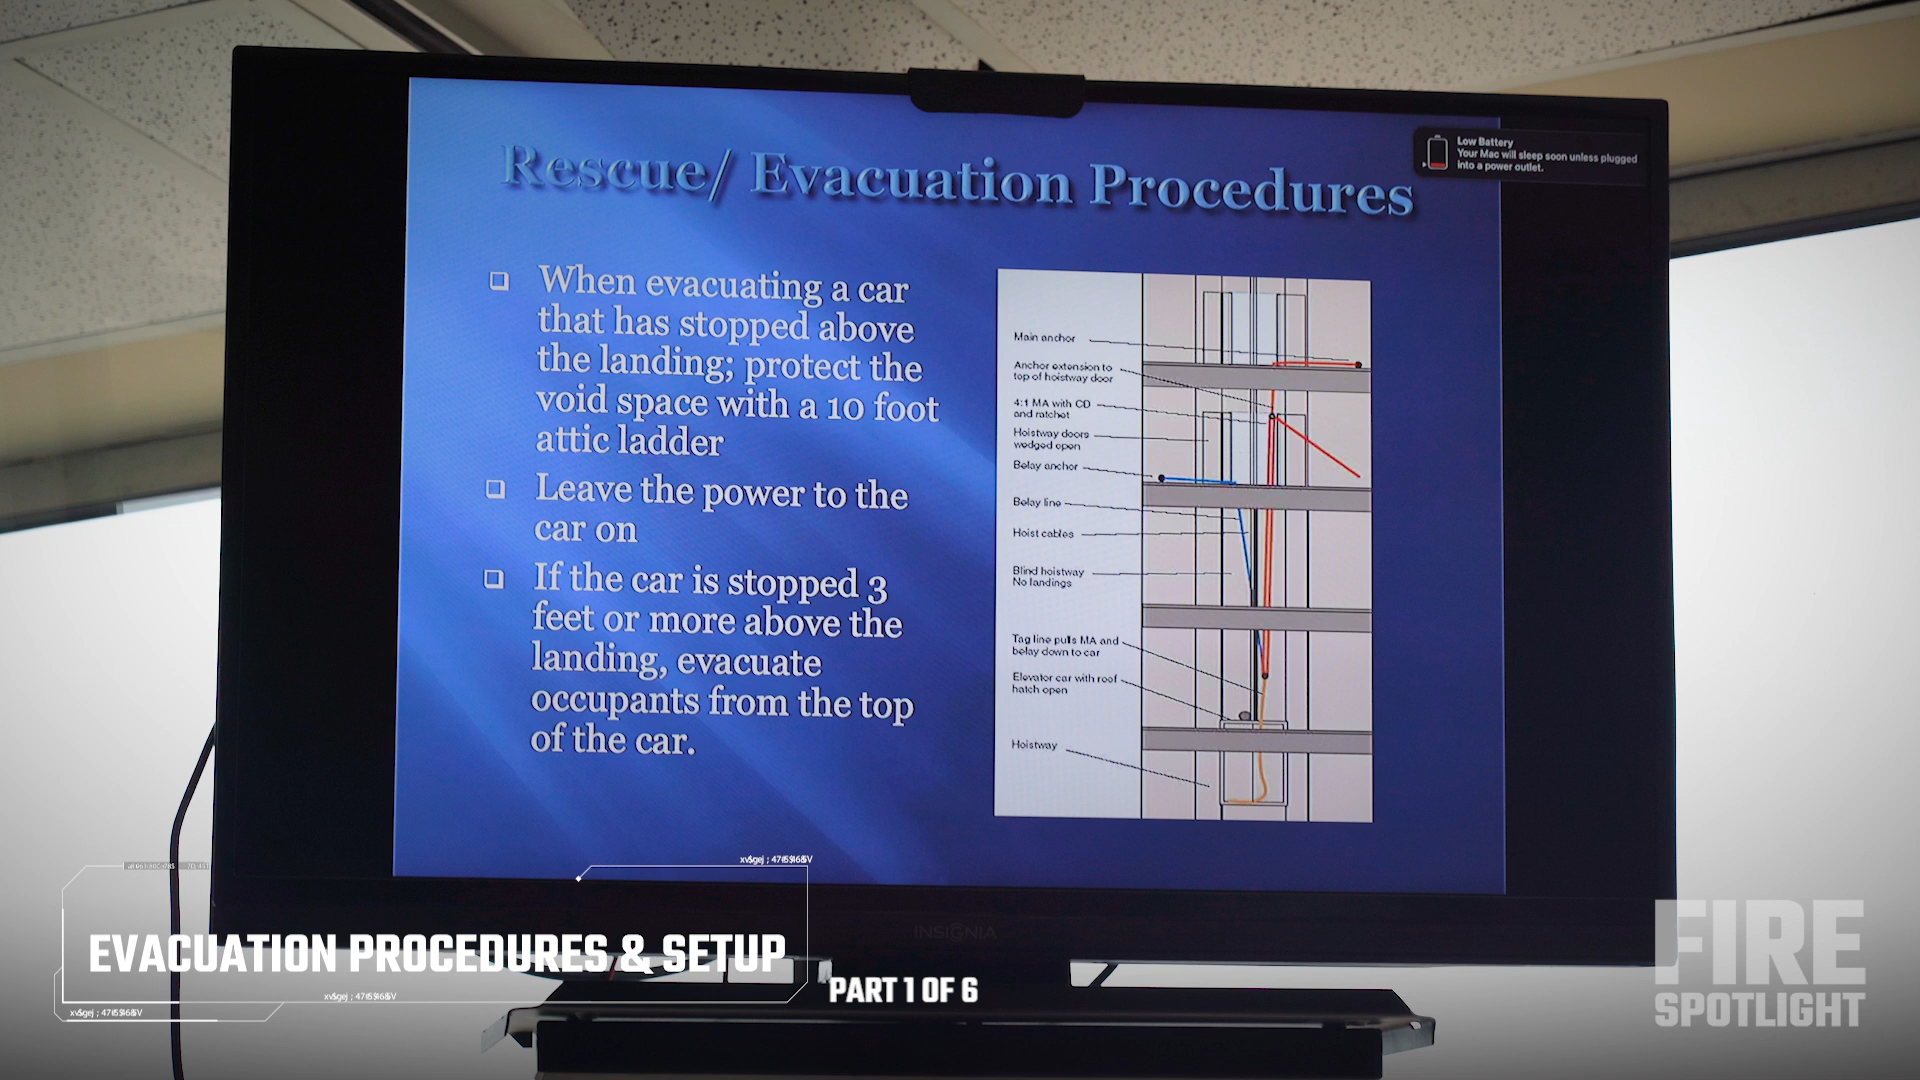 Low Battery
Your Mac will sleep soon unless plugged
into a power outlet.
Rescue/ Evacuation Procedures
When evacuating a car
that has stopped above
the landing; protect the
void space with a 10 foot
attic ladder
Leave the power to the
car on
If the car is stopped 3
feet or more above the
landing, evacuate
occupants from the top
of the car.
Main anchor
Anchor extension to
top of hoistway door
4:1 MA with CD
and ratchet
Hoistway doors
wedged open
Belay anchor
Belay line
Hoist cables
Blind hoistway
No landings
Tag line pulls MA and
belay down to car
Elevator car with roof
hatch open
Hoistway
INSIGNIA
EVACUATION PROCEDURES & SETUP
PART 1 OF 6
FIRE
SPOTLIGHT